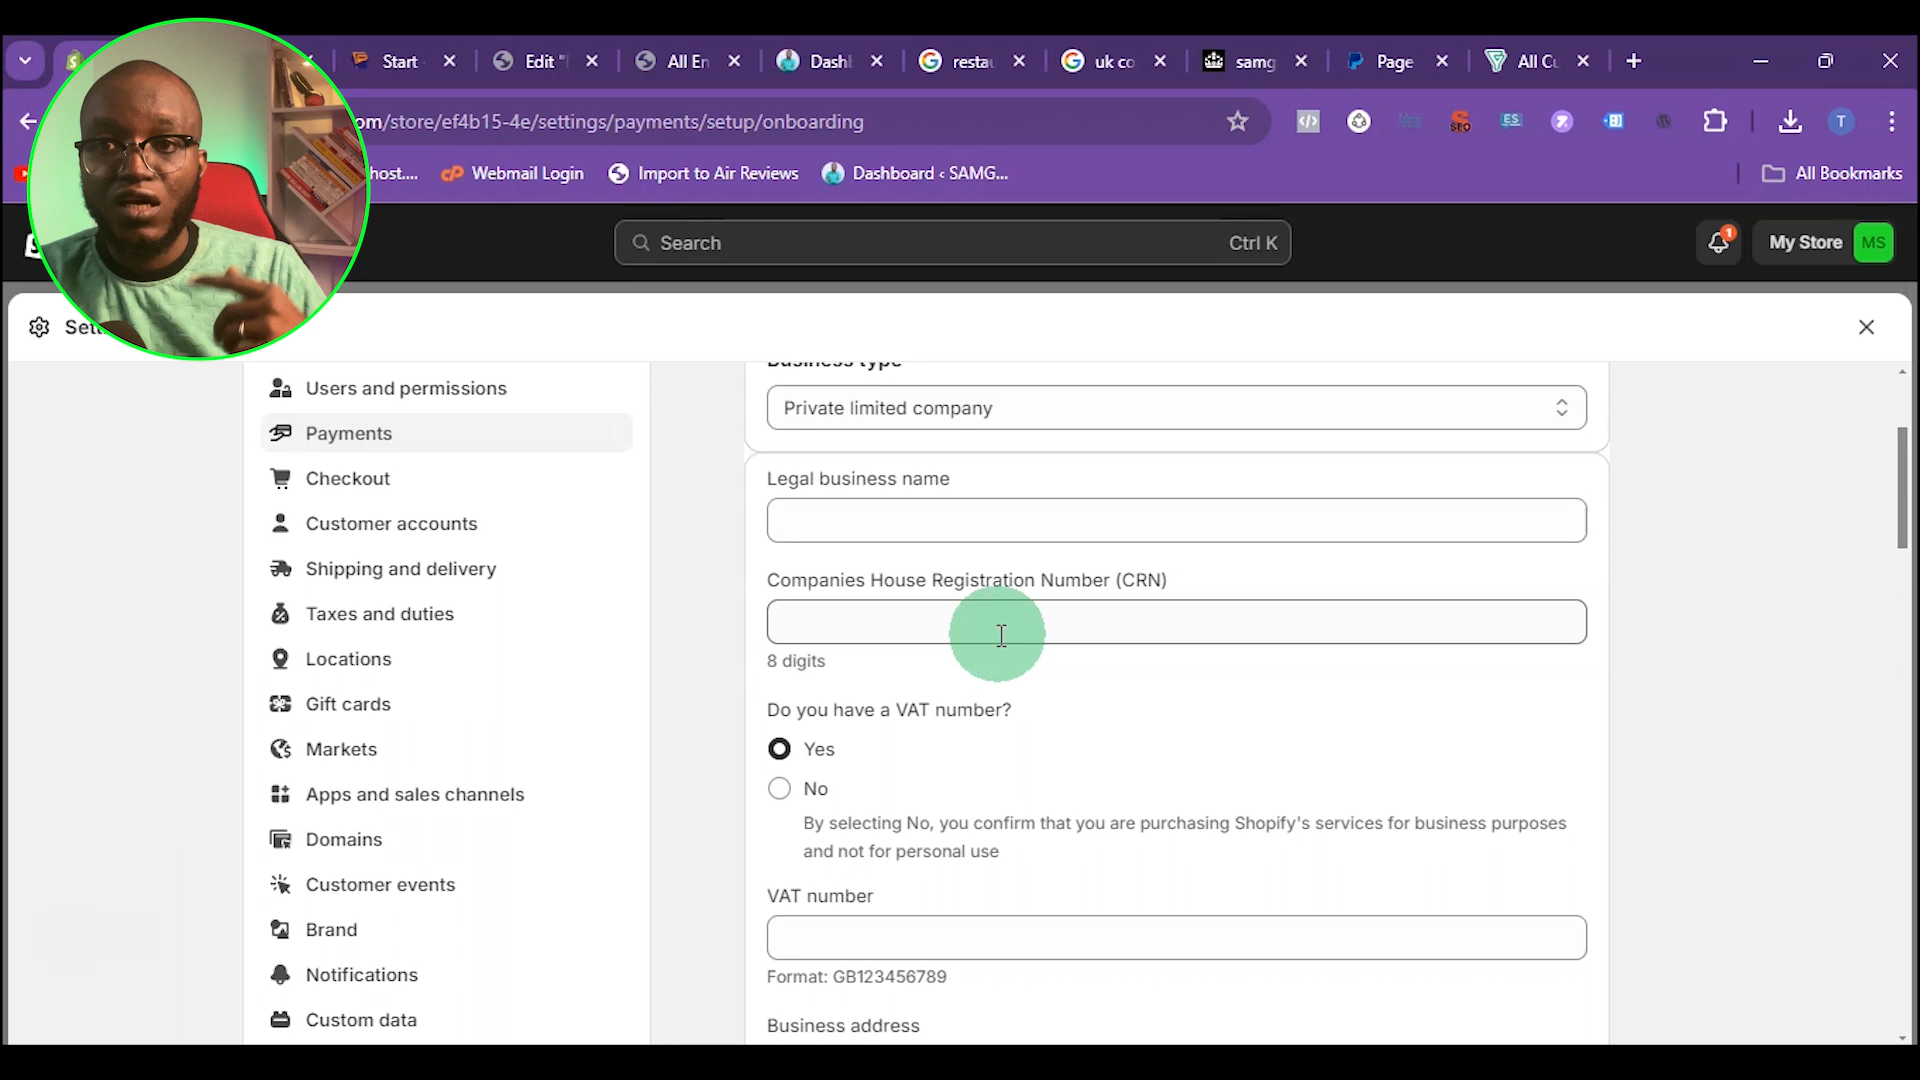 Start
Edit "
All En
Dashl
restau
uk co
samg
Page
All Cu
om/store/ef4b15-4e/settings/payments/setup/onboarding
SEO
ES
T
host....
Webmail Login
Import to Air Reviews
Dashboard ‹ SAMG...
All Bookmarks
Search
Ctrl K
1
My Store
MS
Users and permissions
Payments
Checkout
Customer accounts
Shipping and delivery
Taxes and duties
Locations
Gift cards
Markets
Apps and sales channels
Domains
Customer events
Brand
Notifications
Custom data
Business type
Private limited company
Legal business name
Companies House Registration Number (CRN)
8 digits
Do you have a VAT number?
Yes
No
By selecting No, you confirm that you are purchasing Shopify's services for business purposes
and not for personal use
VAT number
Format: GB123456789
Business address